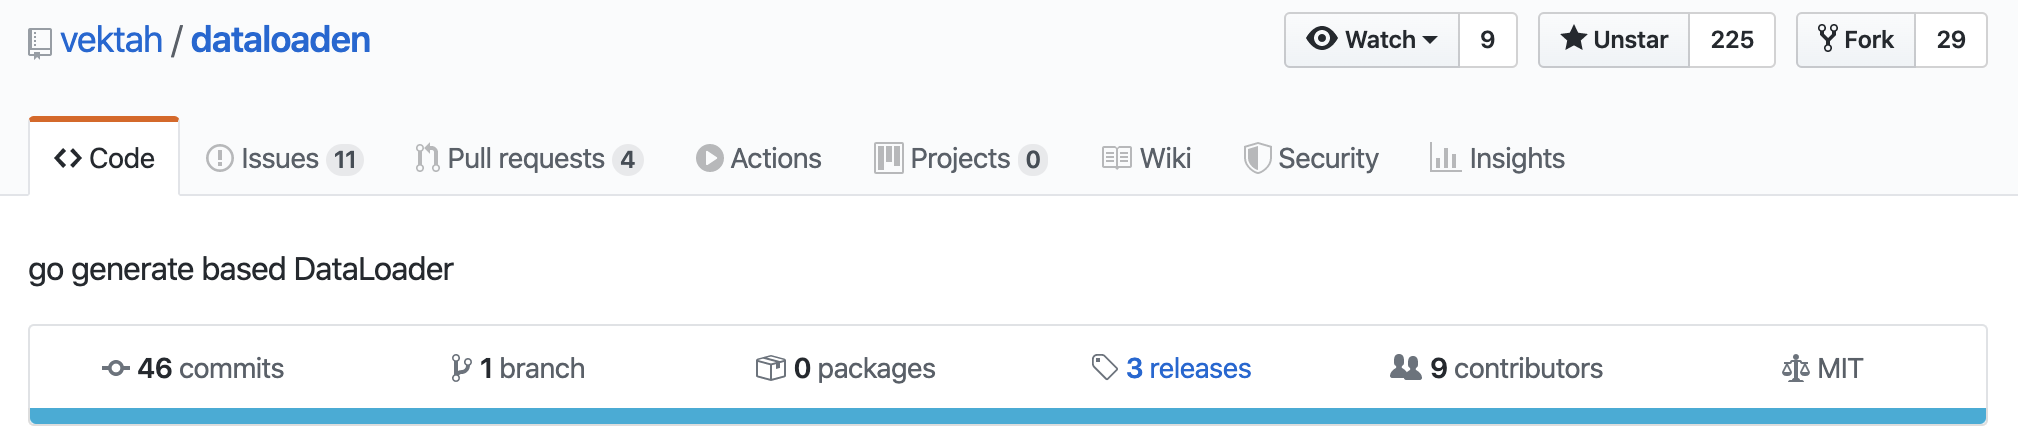 vektah / dataloaden Watch 9 Unstar 225 Fork 29
Code Issues 11 Pull requests 4 Actions Projects 0 Wiki Security Insights
go generate based DataLoader
46 commits 1 branch 0 packages 3 releases 9 contributors MIT